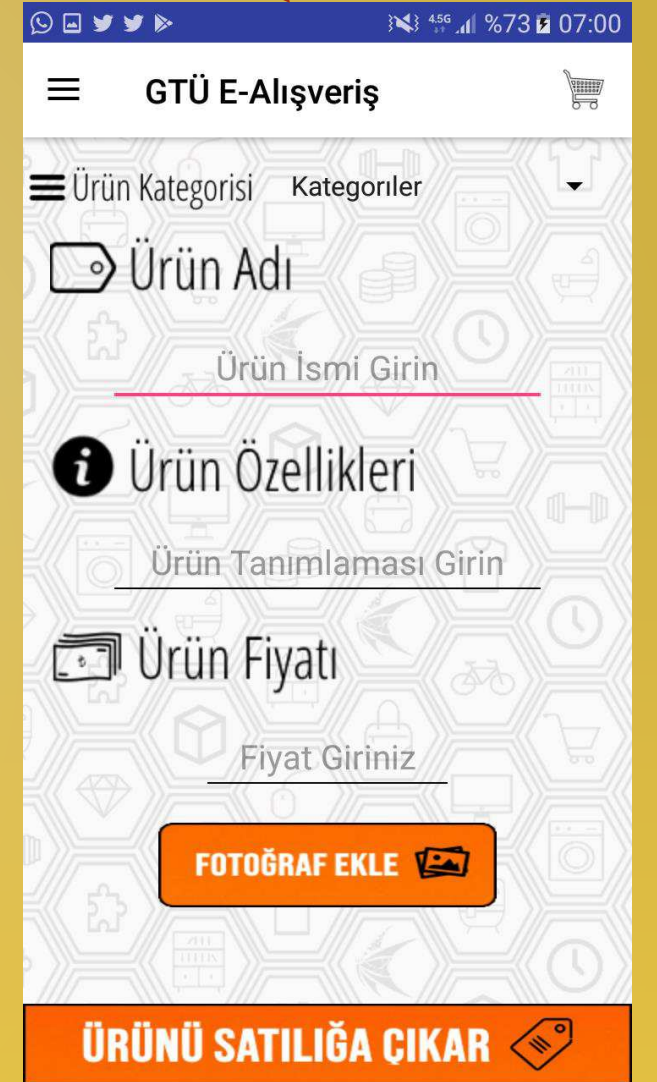 4.5G %73 07:00
GTÜ E-Alışveriş
Ürün Kategorisi Kategorıler
Ürün Adı
Ürün İsmi Girin
Ürün Özellikleri
Ürün Tanımlaması Girin
Ürün Fiyatı
Fiyat Giriniz
FOTOĞRAF EKLE
ÜRÜNÜ SATILIĞA ÇIKAR